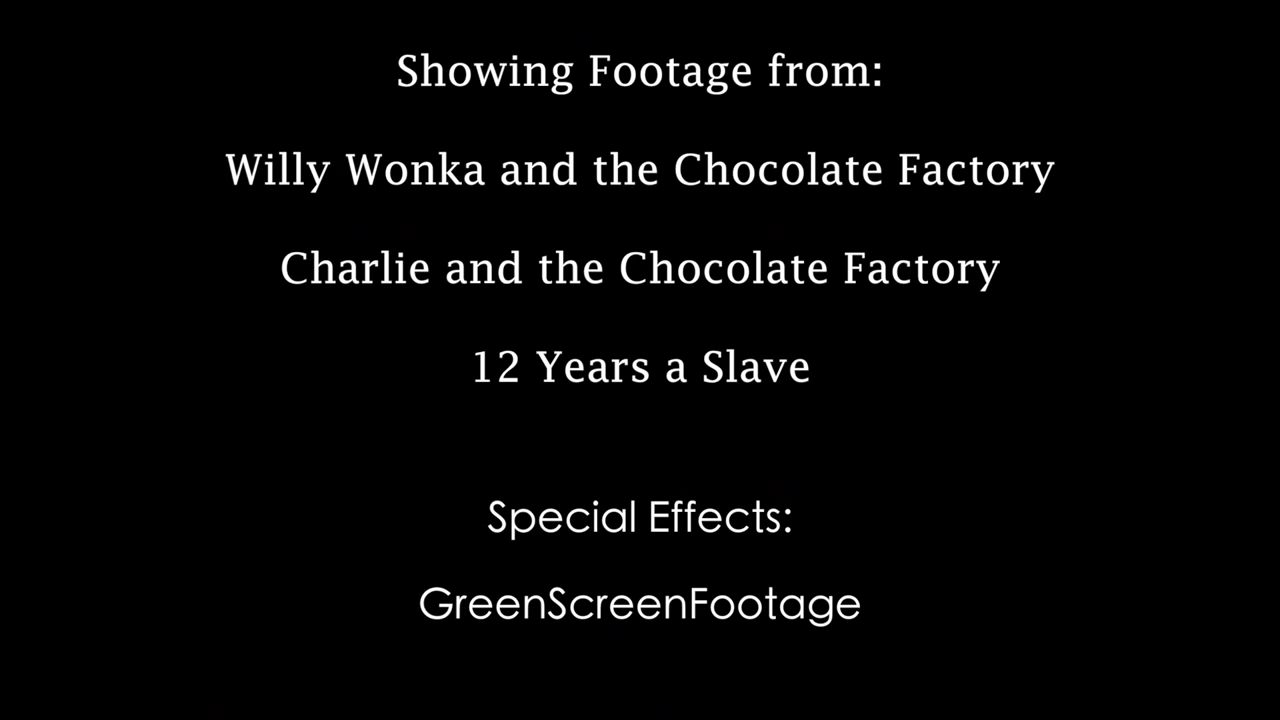 Showing Footage from:
Willy Wonka and the Chocolate Factory
Charlie and the Chocolate Factory
12 Years a Slave
Special Effects:
GreenScreenFootage